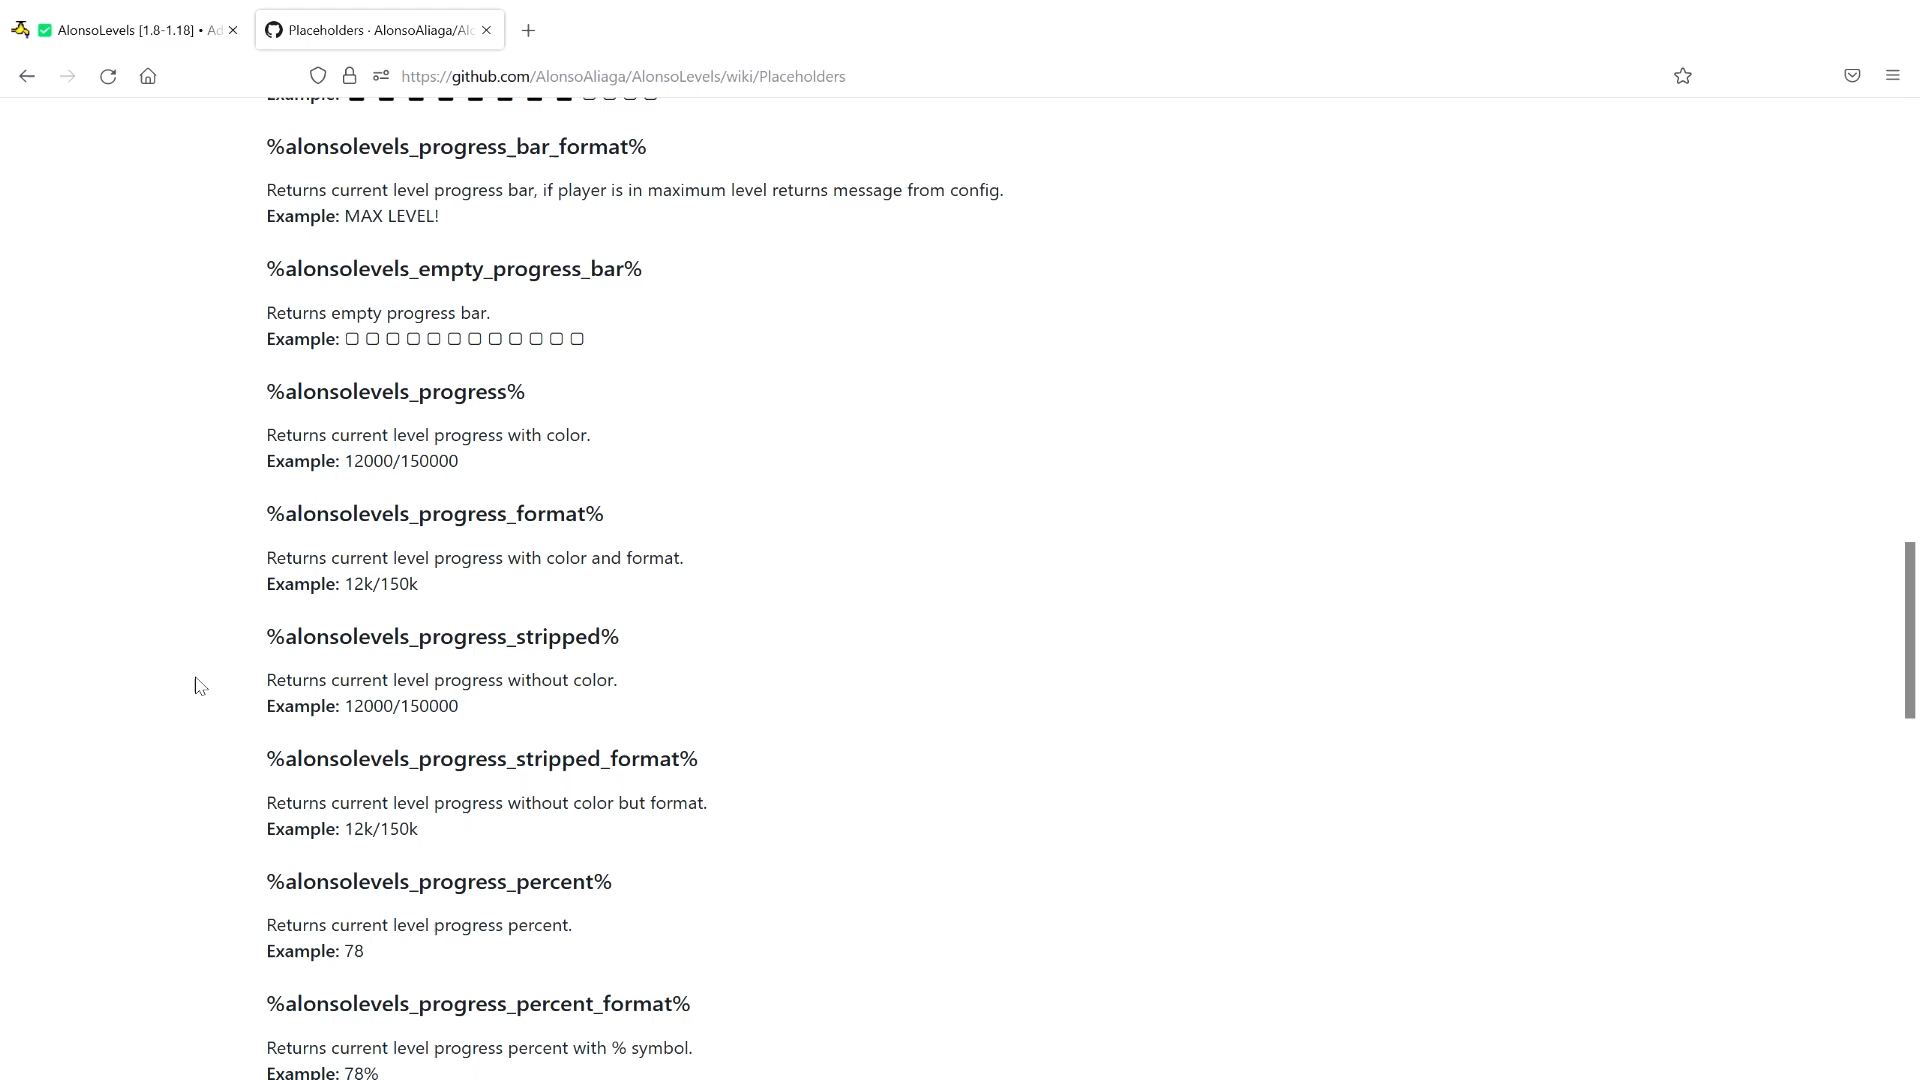 AlonsoLevels [1.8-1.18] • Ad
Placeholders · AlonsoAliaga/Alo
https://github.com/AlonsoAliaga/AlonsoLevels/wiki/Placeholders
Example:
%alonsolevels_progress_bar_format%
Returns current level progress bar, if player is in maximum level returns message from config.
Example: MAX LEVEL!
%alonsolevels_empty_progress_bar%
Returns empty progress bar.
Example: ▢ ▢ ▢ ▢ ▢ ▢ ▢ ▢ ▢ ▢ ▢ ▢
%alonsolevels_progress%
Returns current level progress with color.
Example: 12000/150000
%alonsolevels_progress_format%
Returns current level progress with color and format.
Example: 12k/150k
%alonsolevels_progress_stripped%
Returns current level progress without color.
Example: 12000/150000
%alonsolevels_progress_stripped_format%
Returns current level progress without color but format.
Example: 12k/150k
%alonsolevels_progress_percent%
Returns current level progress percent.
Example: 78
%alonsolevels_progress_percent_format%
Returns current level progress percent with % symbol.
Example: 78%